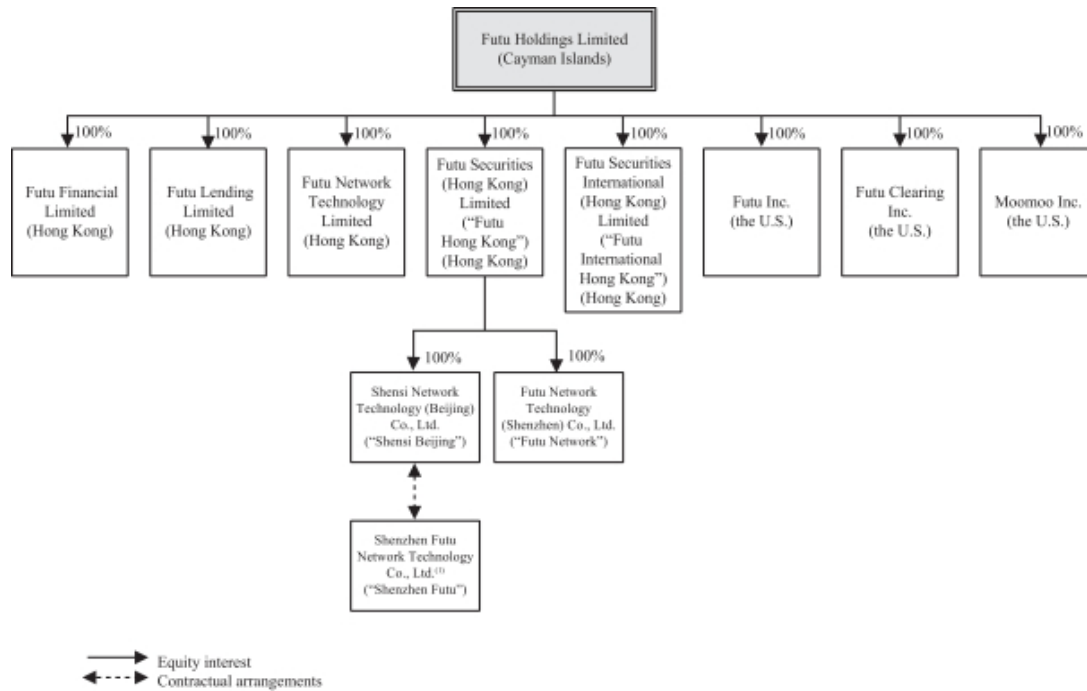 Futu Holdings Limited
(Cayman Islands)
100%
100%
100%
100%
100%
100%
100%
100%
Futu Financial
Limited
(Hong Kong)
Futu Lending
Limited
(Hong Kong)
Futu Network
Technology
Limited
(Hong Kong)
Futu Securities
(Hong Kong)
Limited
(“Futu
Hong Kong”)
(Hong Kong)
Futu Securities
International
(Hong Kong)
Limited
(“Futu
International
Hong Kong”)
(Hong Kong)
Futu Inc.
(the U.S.)
Futu Clearing
Inc.
(the U.S.)
Moomoo Inc.
(the U.S.)
100%
100%
Shensi Network
Technology (Beijing)
Co., Ltd.
(“Shensi Beijing”)
Futu Network
Technology
(Shenzhen) Co., Ltd.
(“Futu Network”)
Shenzhen Futu
Network Technology
Co., Ltd.(1)
(“Shenzhen Futu”)
Equity interest
Contractual arrangements